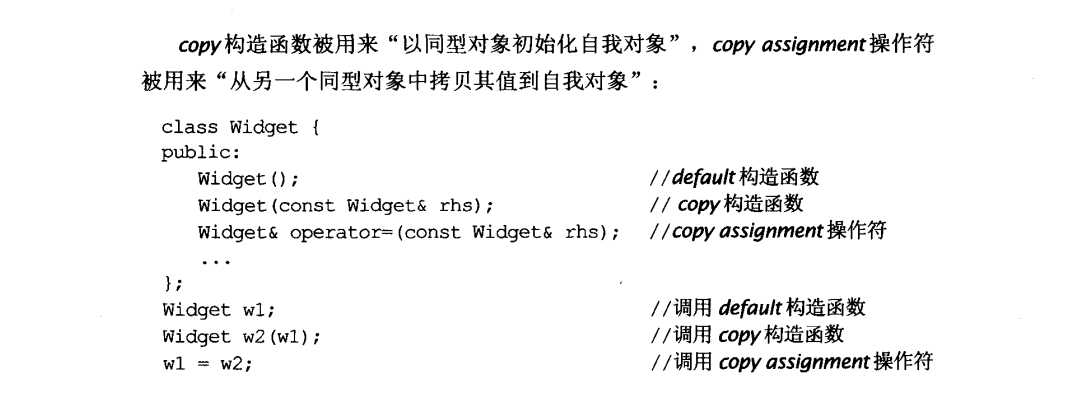 copy构造函数被用来“以同型对象初始化自我对象”，copy assignment操作符
被用来“从另一个同型对象中拷贝其值到自我对象”：
class Widget {
public:
Widget(); //default构造函数
Widget(const Widget& rhs); // copy构造函数
Widget& operator=(const Widget& rhs); //copy assignment操作符
...
};
Widget w1; //调用 default构造函数
Widget w2(w1); //调用 copy构造函数
w1 = w2; //调用 copy assignment操作符